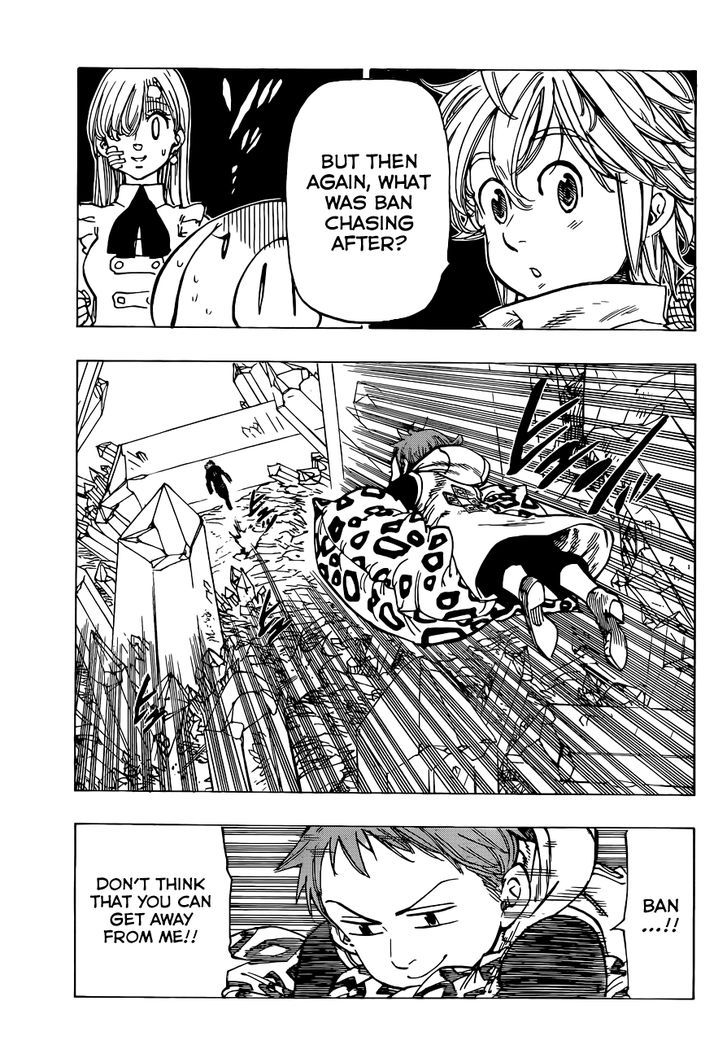 BUT THEN
AGAIN, WHAT
WAS BAN
CHASING
AFTER?
BAN
...!!
DON'T THINK
THAT YOU CAN
GET AWAY
FROM ME!!